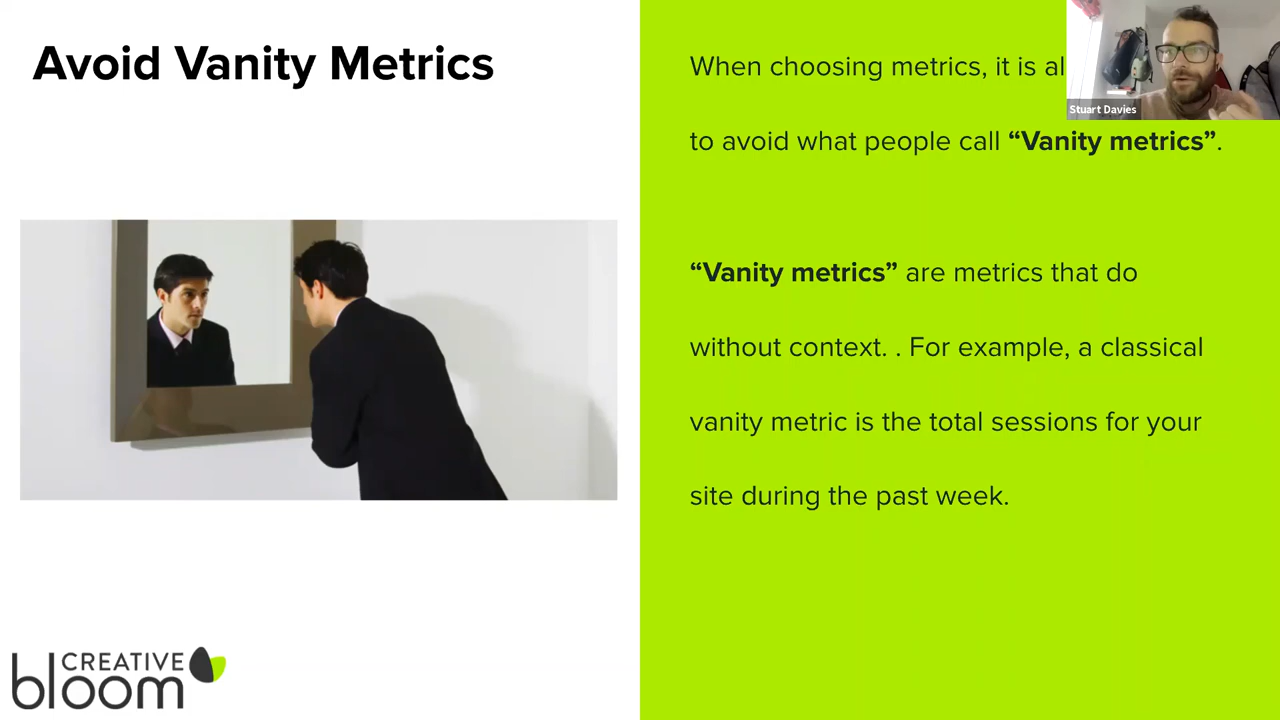 Avoid Vanity Metrics
When choosing metrics, it is al
to avoid what people call “Vanity metrics”.
“Vanity metrics” are metrics that do
without context. . For example, a classical
vanity metric is the total sessions for your
site during the past week.
Stuart Davies
CREATIVE
bloom